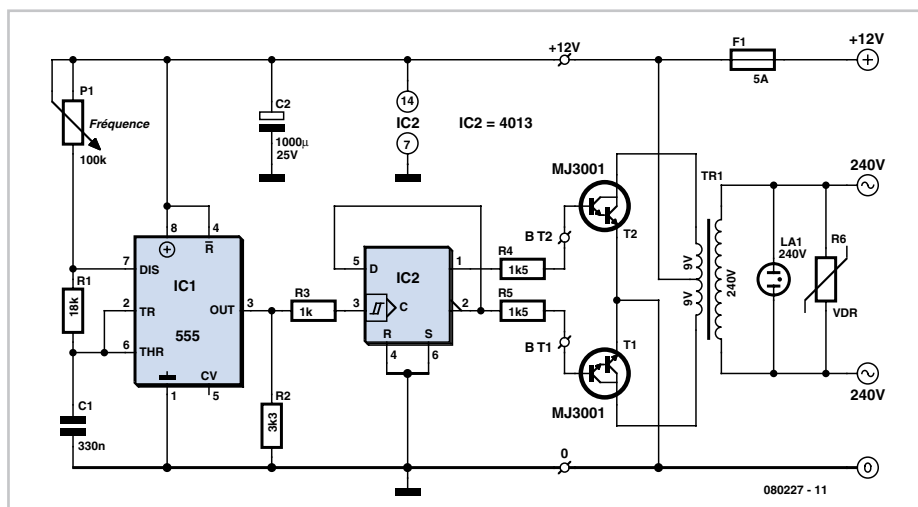 +12V
F1
+12V
5A
P1
Fréquence
100k
C2
1000µ
25V
14
IC2
7
IC2 = 4013
MJ3001
TR1
240V
8
4
R
7
DIS
IC1
R1
18k
2
TR
OUT
3
R3
1k
555
6
THR
CV
1
5
C1
330n
R2
3k3
5
D
IC2
1
3
C
2
R
S
4
6
R4
1k5
R5
1k5
B T2
T2
B T1
T1
MJ3001
9V
9V
240V
LA1
240V
R6
VDR
240V
0
0
080227 - 11